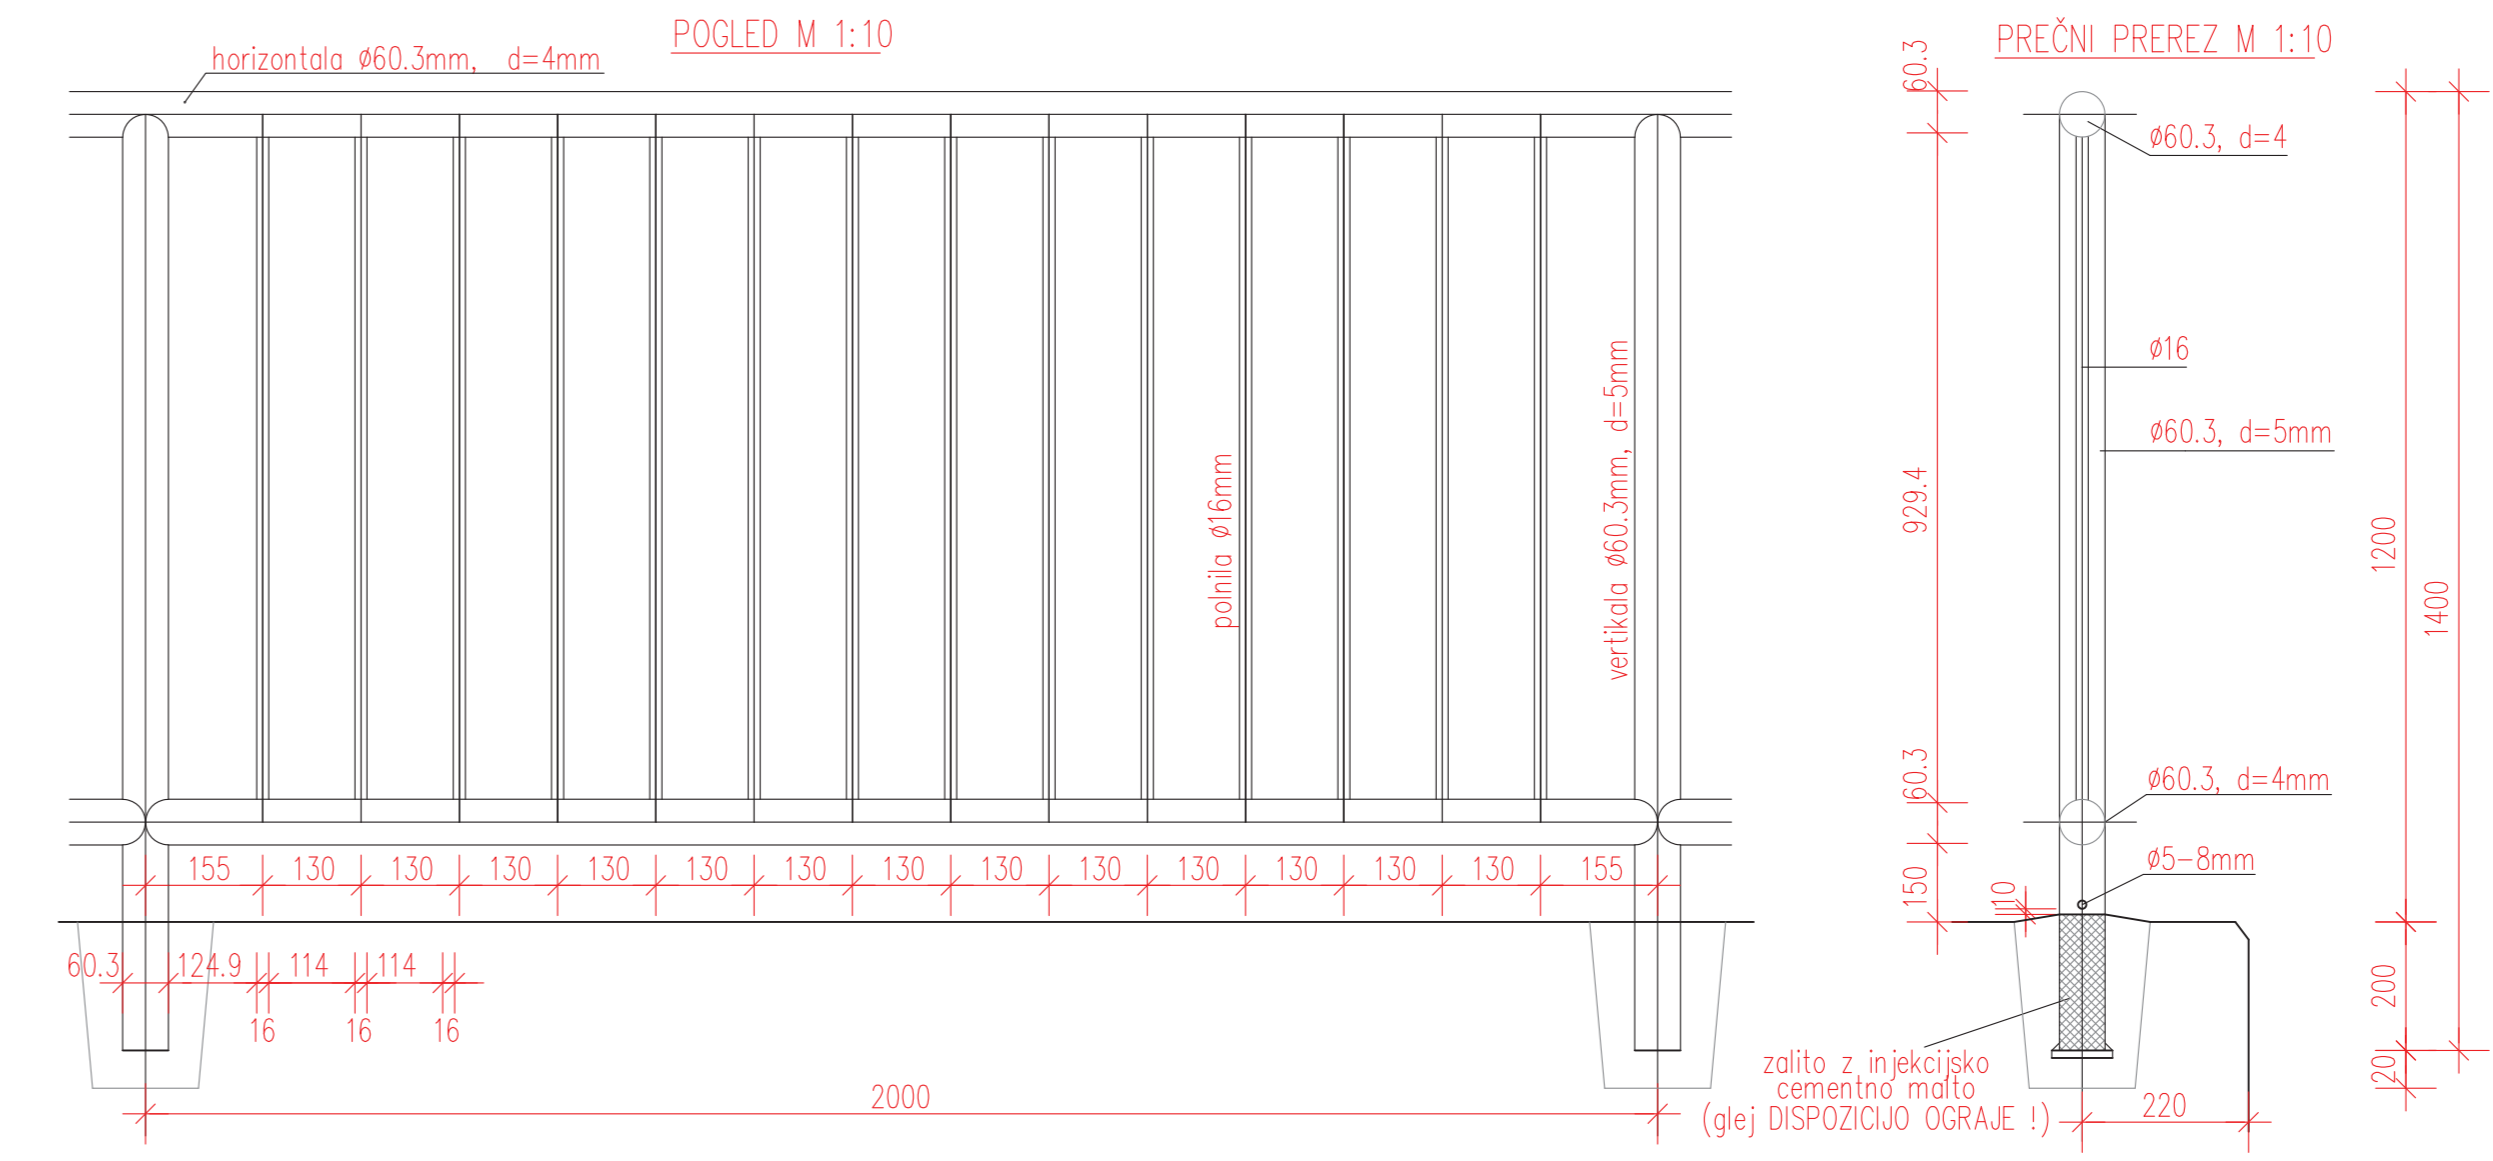 POGLED M 1:10
horizontala ø60.3mm, d=4mm
polnila ø16mm
vertikala ø60.3mm, d=5mm
155 130 130 130 130 130 130 130 130 130 130 130 130 130 155
60.3 124.9 114 114
16 16 16
2000
PREČNI PREREZ M 1:10
60.3
929.4
60.3
150
10
ø60.3, d=4
ø16
ø60.3, d=5mm
ø60.3, d=4mm
ø5-8mm
1200
1400
200
20
220
zalito z injekcijsko
cementno malto
(glej DISPOZICIJO OGRAJE !)